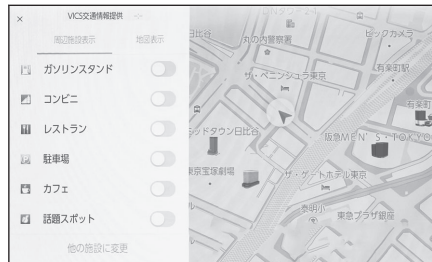 VICS交通情報提供
周辺施設表示
地図表示
ガソリンスタンド
コンビニ
レストラン
駐車場
カフェ
話題スポット
他の施設に変更
丸の内警察署
ビックカメラ
有楽町駅
ザ・ペニンシュラ東京
有楽町
ミッドタウン日比谷
阪急MEN'S・TOKYO
東京宝塚劇場
ザ・ゲートホテル東京
泰明小
東急プラザ銀座